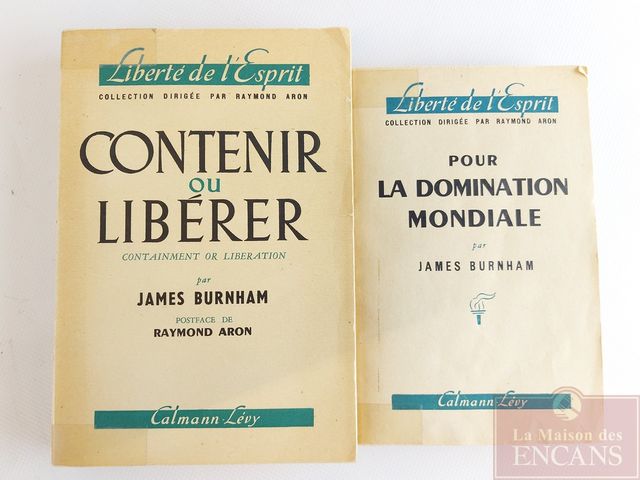 Liberté de l'Esprit
COLLECTION DIRIGÉE PAR RAYMOND ARON
CONTENIR
ou
LIBÉRER
CONTAINMENT OR LIBERATION
par
JAMES BURNHAM
POSTFACE DE
RAYMOND ARON
Calmann-Lévy
Liberté de l'Esprit
COLLECTION DIRIGÉE PAR RAYMOND ARON
POUR
LA DOMINATION
MONDIALE
par
JAMES BURNHAM
Calmann-Lévy
La Maison des
ENCANS